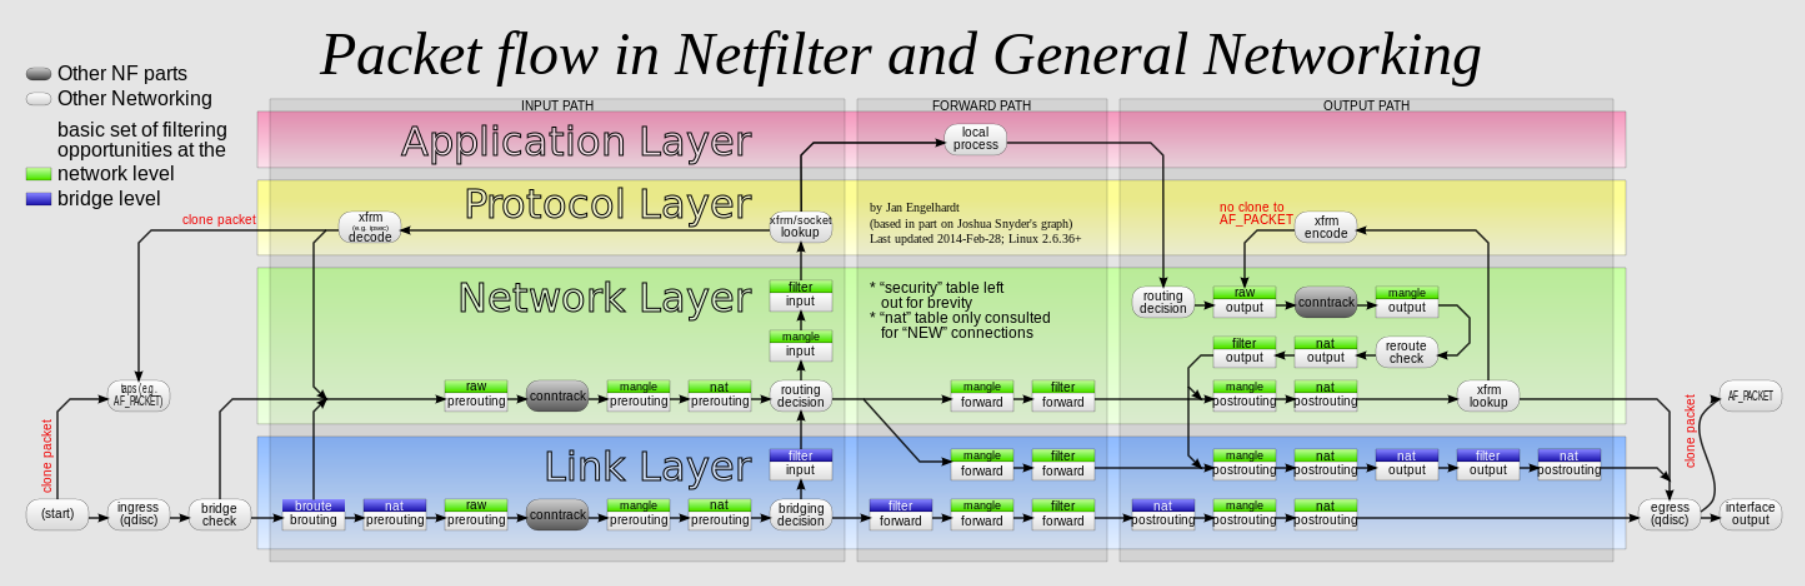 Packet flow in Netfilter and General Networking
Other NF parts
Other Networking
basic set of filtering
opportunities at the
network level
bridge level
INPUT PATH
FORWARD PATH
OUTPUT PATH
Application Layer
local
process
Protocol Layer
clone packet
xfrm
(e.g. ipsec)
decode
xfrm/socket
lookup
by Jan Engelhardt
(based in part on Joshua Snyder's graph)
Last updated 2014-Feb-28; Linux 2.6.36+
no clone to
AF_PACKET
xfrm
encode
Network Layer
filter
input
mangle
input
* “security” table left
out for brevity
* “nat” table only consulted
for “NEW” connections
routing
decision
raw
output
conntrack
mangle
output
filter
output
nat
output
reroute
check
taps (e.g.
AF_PACKET)
raw
prerouting
conntrack
mangle
prerouting
nat
prerouting
routing
decision
mangle
forward
filter
forward
mangle
postrouting
nat
postrouting
xfrm
lookup
AF_PACKET
clone packet
clone packet
Link Layer
filter
input
mangle
forward
filter
forward
mangle
postrouting
nat
postrouting
nat
output
filter
output
nat
postrouting
(start)
ingress
(qdisc)
bridge
check
broute
brouting
nat
prerouting
raw
prerouting
conntrack
mangle
prerouting
nat
prerouting
bridging
decision
filter
forward
mangle
forward
filter
forward
nat
postrouting
mangle
postrouting
nat
postrouting
egress
(qdisc)
interface
output